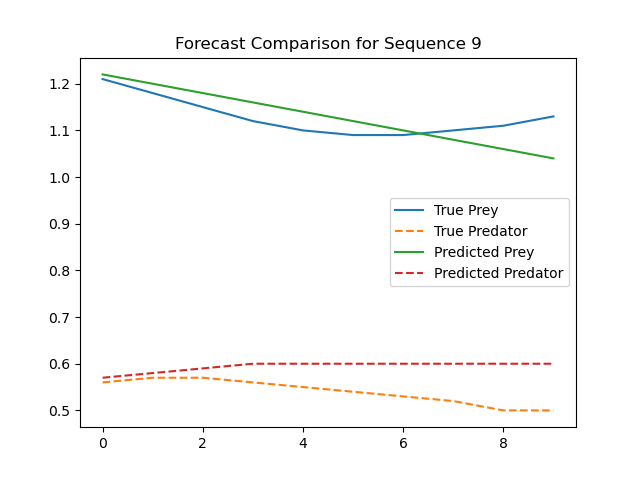 Forecast Comparison for Sequence 9
1.2
1.1
1.0
0.9
0.8
0.7
0.6
0.5
True Prey
True Predator
Predicted Prey
Predicted Predator
0 2 4 6 8